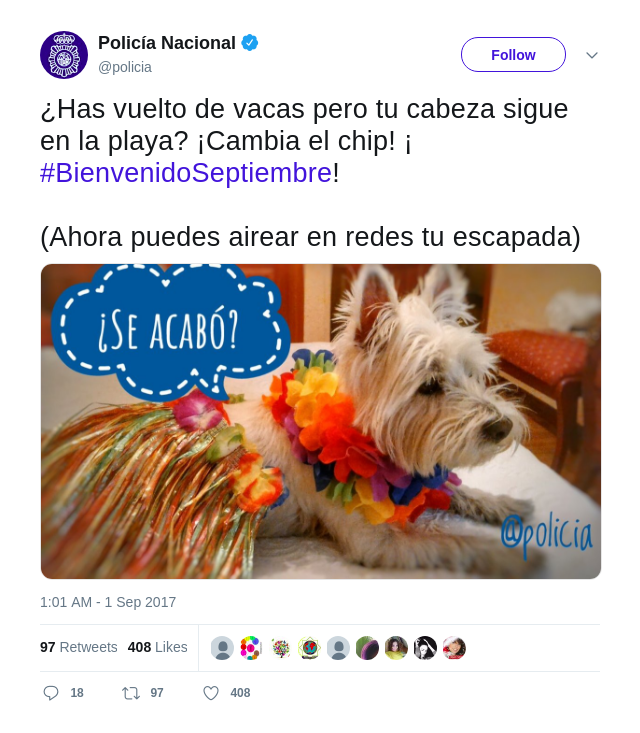 Policía Nacional
@policia
Follow
¿Has vuelto de vacas pero tu cabeza sigue
en la playa? ¡Cambia el chip! ¡
#BienvenidoSeptiembre!
(Ahora puedes airear en redes tu escapada)
¿SE ACABÓ?
@policia
1:01 AM - 1 Sep 2017
97 Retweets 408 Likes
18 97 408